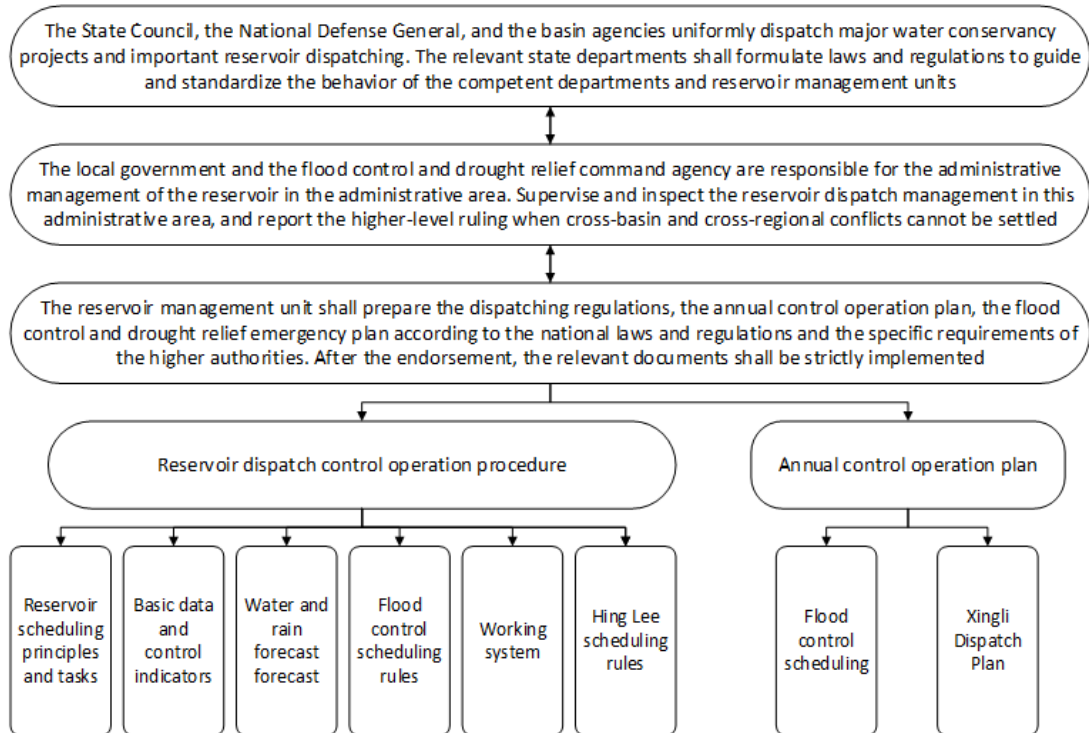 The State Council, the National Defense General, and the basin agencies uniformly dispatch major water conservancy
projects and important reservoir dispatching. The relevant state departments shall formulate laws and regulations to guide
and standardize the behavior of the competent departments and reservoir management units
The local government and the flood control and drought relief command agency are responsible for the administrative
management of the reservoir in the administrative area. Supervise and inspect the reservoir dispatch management in this
administrative area, and report the higher-level ruling when cross-basin and cross-regional conflicts cannot be settled
The reservoir management unit shall prepare the dispatching regulations, the annual control operation plan, the flood
control and drought relief emergency plan according to the national laws and regulations and the specific requirements of
the higher authorities. After the endorsement, the relevant documents shall be strictly implemented
Reservoir dispatch control operation procedure
Annual control operation plan
Reservoir
scheduling
principles
and tasks
Basic data
and
control
indicators
Water and
rain
forecast
forecast
Flood
control
scheduling
rules
Working
system
Hing Lee
scheduling
rules
Flood
control
scheduling
Xingli
Dispatch
Plan